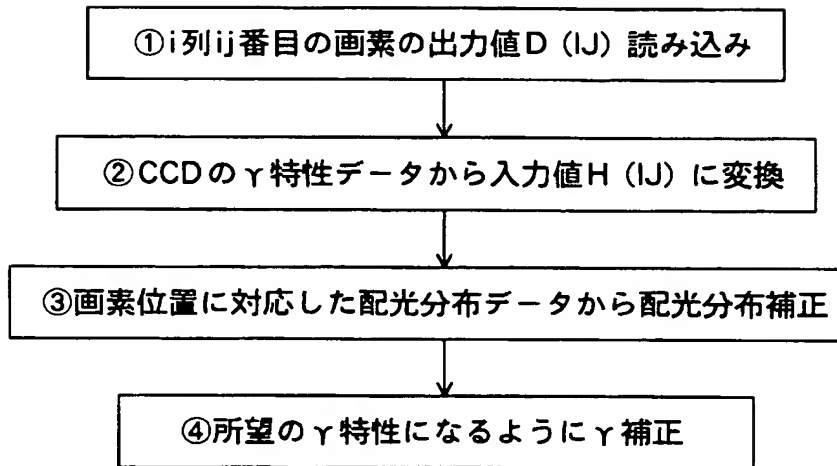 ①i列ij番目の画素の出力値D（IJ）読み込み
②CCDのγ特性データから入力値H（IJ）に変換
③画素位置に対応した配光分布データから配光分布補正
④所望のγ特性になるようにγ補正